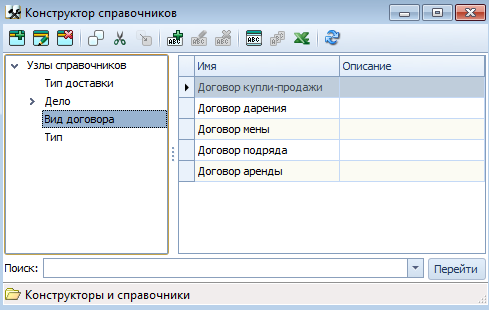 Конструктор справочников
Узлы справочников
Тип доставки
Дело
Вид договора
Тип
Имя Описание
Договор купли-продажи
Договор дарения
Договор мены
Договор подряда
Договор аренды
Поиск: Перейти
Конструкторы и справочники